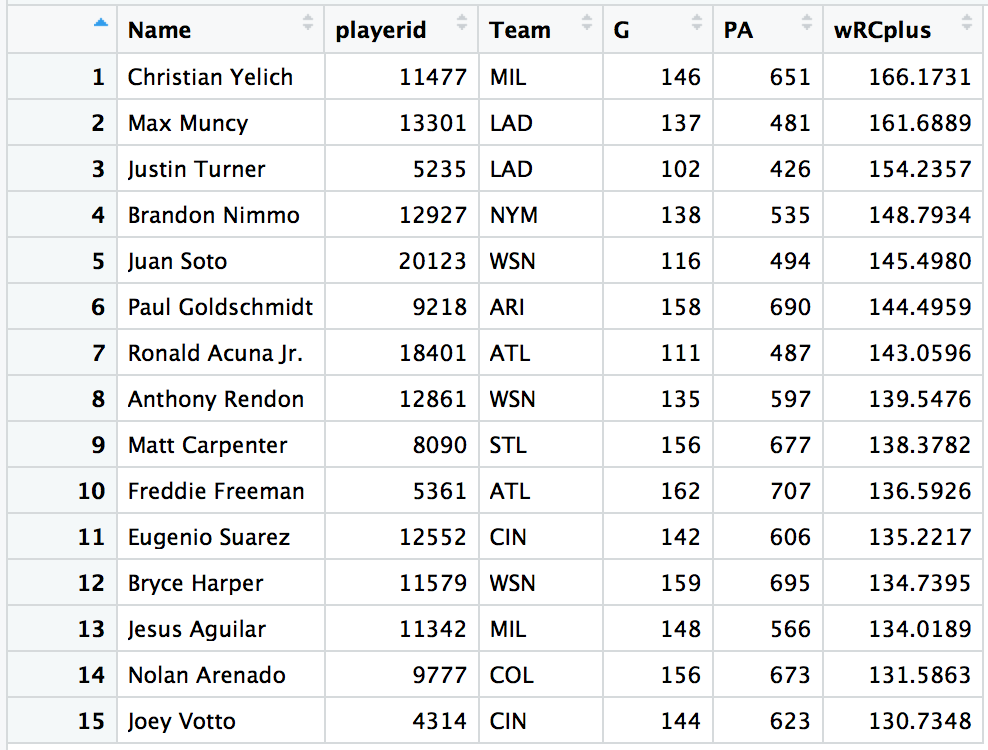 Name playerid Team G PA wRCplus
1 Christian Yelich 11477 MIL 146 651 166.1731
2 Max Muncy 13301 LAD 137 481 161.6889
3 Justin Turner 5235 LAD 102 426 154.2357
4 Brandon Nimmo 12927 NYM 138 535 148.7934
5 Juan Soto 20123 WSN 116 494 145.4980
6 Paul Goldschmidt 9218 ARI 158 690 144.4959
7 Ronald Acuna Jr. 18401 ATL 111 487 143.0596
8 Anthony Rendon 12861 WSN 135 597 139.5476
9 Matt Carpenter 8090 STL 156 677 138.3782
10 Freddie Freeman 5361 ATL 162 707 136.5926
11 Eugenio Suarez 12552 CIN 142 606 135.2217
12 Bryce Harper 11579 WSN 159 695 134.7395
13 Jesus Aguilar 11342 MIL 148 566 134.0189
14 Nolan Arenado 9777 COL 156 673 131.5863
15 Joey Votto 4314 CIN 144 623 130.7348